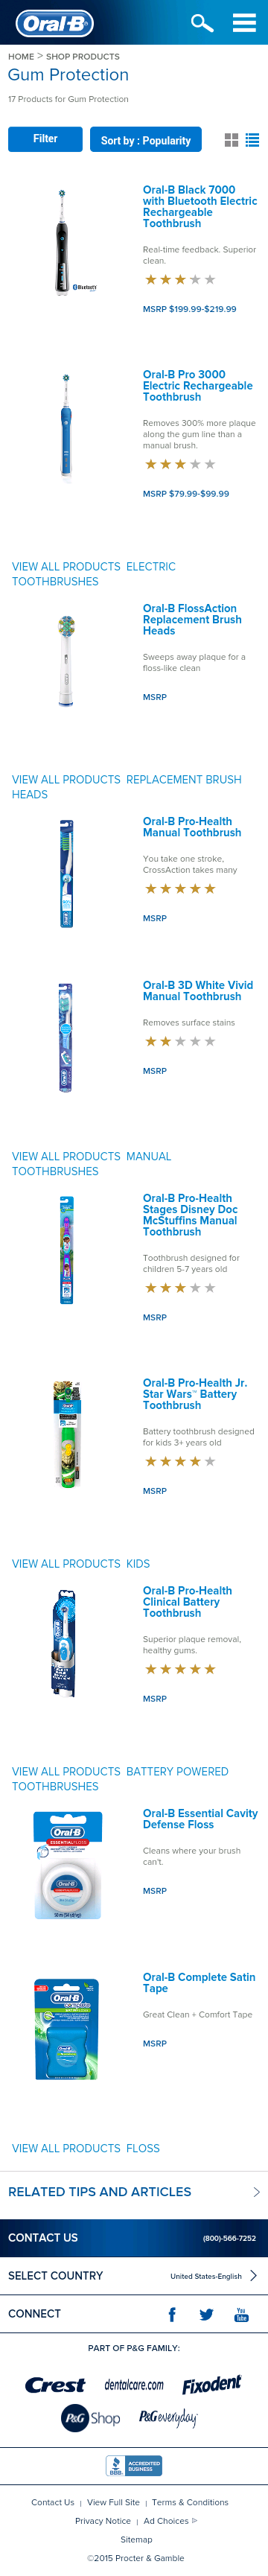 Oral-B
HOME > SHOP PRODUCTS
Gum Protection
17 Products for Gum Protection
Filter
Sort by : Popularity
Oral-B Black 7000
with Bluetooth Electric
Rechargeable
Toothbrush
Real-time feedback. Superior
clean.
Bluetooth
MSRP $199.99-$219.99
Oral-B Pro 3000
Electric Rechargeable
Toothbrush
Removes 300% more plaque
along the gum line than a
manual brush.
MSRP $79.99-$99.99
VIEW ALL PRODUCTS ELECTRIC
TOOTHBRUSHES
Oral-B FlossAction
Replacement Brush
Heads
Sweeps away plaque for a
floss-like clean
MSRP
VIEW ALL PRODUCTS REPLACEMENT BRUSH
HEADS
Oral-B Pro-Health
Manual Toothbrush
You take one stroke,
CrossAction takes many
MSRP
Oral-B 3D White Vivid
Manual Toothbrush
Removes surface stains
MSRP
VIEW ALL PRODUCTS MANUAL
TOOTHBRUSHES
Oral-B Pro-Health
Stages Disney Doc
McStuffins Manual
Toothbrush
Toothbrush designed for
children 5-7 years old
MSRP
Oral-B Pro-Health Jr.
Star Wars™ Battery
Toothbrush
Battery toothbrush designed
for kids 3+ years old
MSRP
VIEW ALL PRODUCTS KIDS
Oral-B Pro-Health
Clinical Battery
Toothbrush
Superior plaque removal,
healthy gums.
MSRP
VIEW ALL PRODUCTS BATTERY POWERED
TOOTHBRUSHES
Oral-B Essential Cavity
Defense Floss
Cleans where your brush
can't.
MSRP
Oral-B
ESSENTIALFLOSS
Oral-B
Oral-B Complete Satin
Tape
Great Clean + Comfort Tape
MSRP
Oral-B
complete
VIEW ALL PRODUCTS FLOSS
RELATED TIPS AND ARTICLES
CONTACT US (800)-566-7252
SELECT COUNTRY United States-English
CONNECT
You Tube
PART OF P&G FAMILY:
Crest dentalcare.com Fixodent
P&G Shop P&G everyday
BBB ACCREDITED BUSINESS
Contact Us | View Full Site | Terms & Conditions
Privacy Notice | Ad Choices
Sitemap
©2015 Procter & Gamble